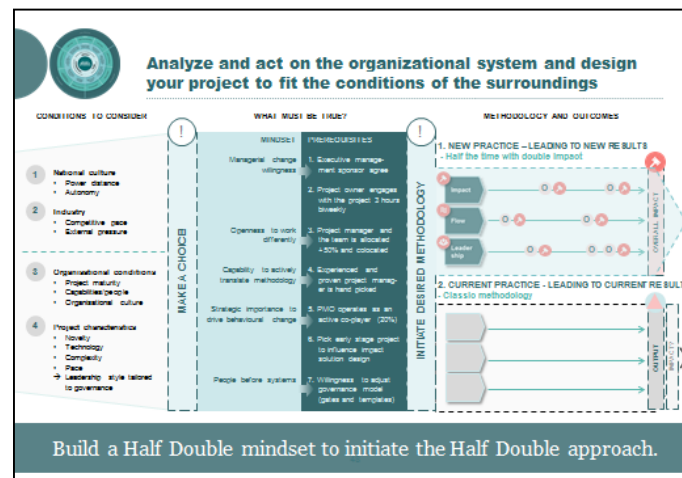 Analyze and act on the organizational system and design
your project to fit the conditions of the surroundings
CONDITIONS TO CONSIDER
WHAT MUST BE TRUE?
METHODOLOGY AND OUTCOMES
1
National culture
• Power distance
• Autonomy
2
Industry
• Competitive pace
• External pressure
3
Organisational conditions
• Project maturity
• Capabilities/people
• Organisational culture
4
Project characteristics
• Novelty
• Technology
• Complexity
• Pace
→ Leadership style tailored
to governance
!
MAKE A CHOICE
MINDSET
Managerial change
willingness
Openness to work
differently
Capability to actively
translate methodology
Strategic importance to
drive behavioural change
People before systems
PREREQUISITES
1. Executive manage-
ment sponsor agree
2. Project owner engages
with the project 3 hours
biweekly
3. Project manager and
the team is allocated
+50% and colocated
4. Experienced and
proven project manag-
er is hand picked
5. PMO operates as an
active co-player (20%)
6. Pick early stage project
to influence impact
solution design
7. Willingness to adjust
governance model
(gates and templates)
!
INITIATE DESIRED METHODOLOGY
1. NEW PRACTICE – LEADING TO NEW RESULTS
- Half the time with double impact
Impact
Flow
Leader
ship
OVERALL IMPACT
2. CURRENT PRACTICE - LEADING TO CURRENT RESULT
- Classic methodology
OUTPUT
IMPACT?
Build a Half Double mindset to initiate the Half Double approach.